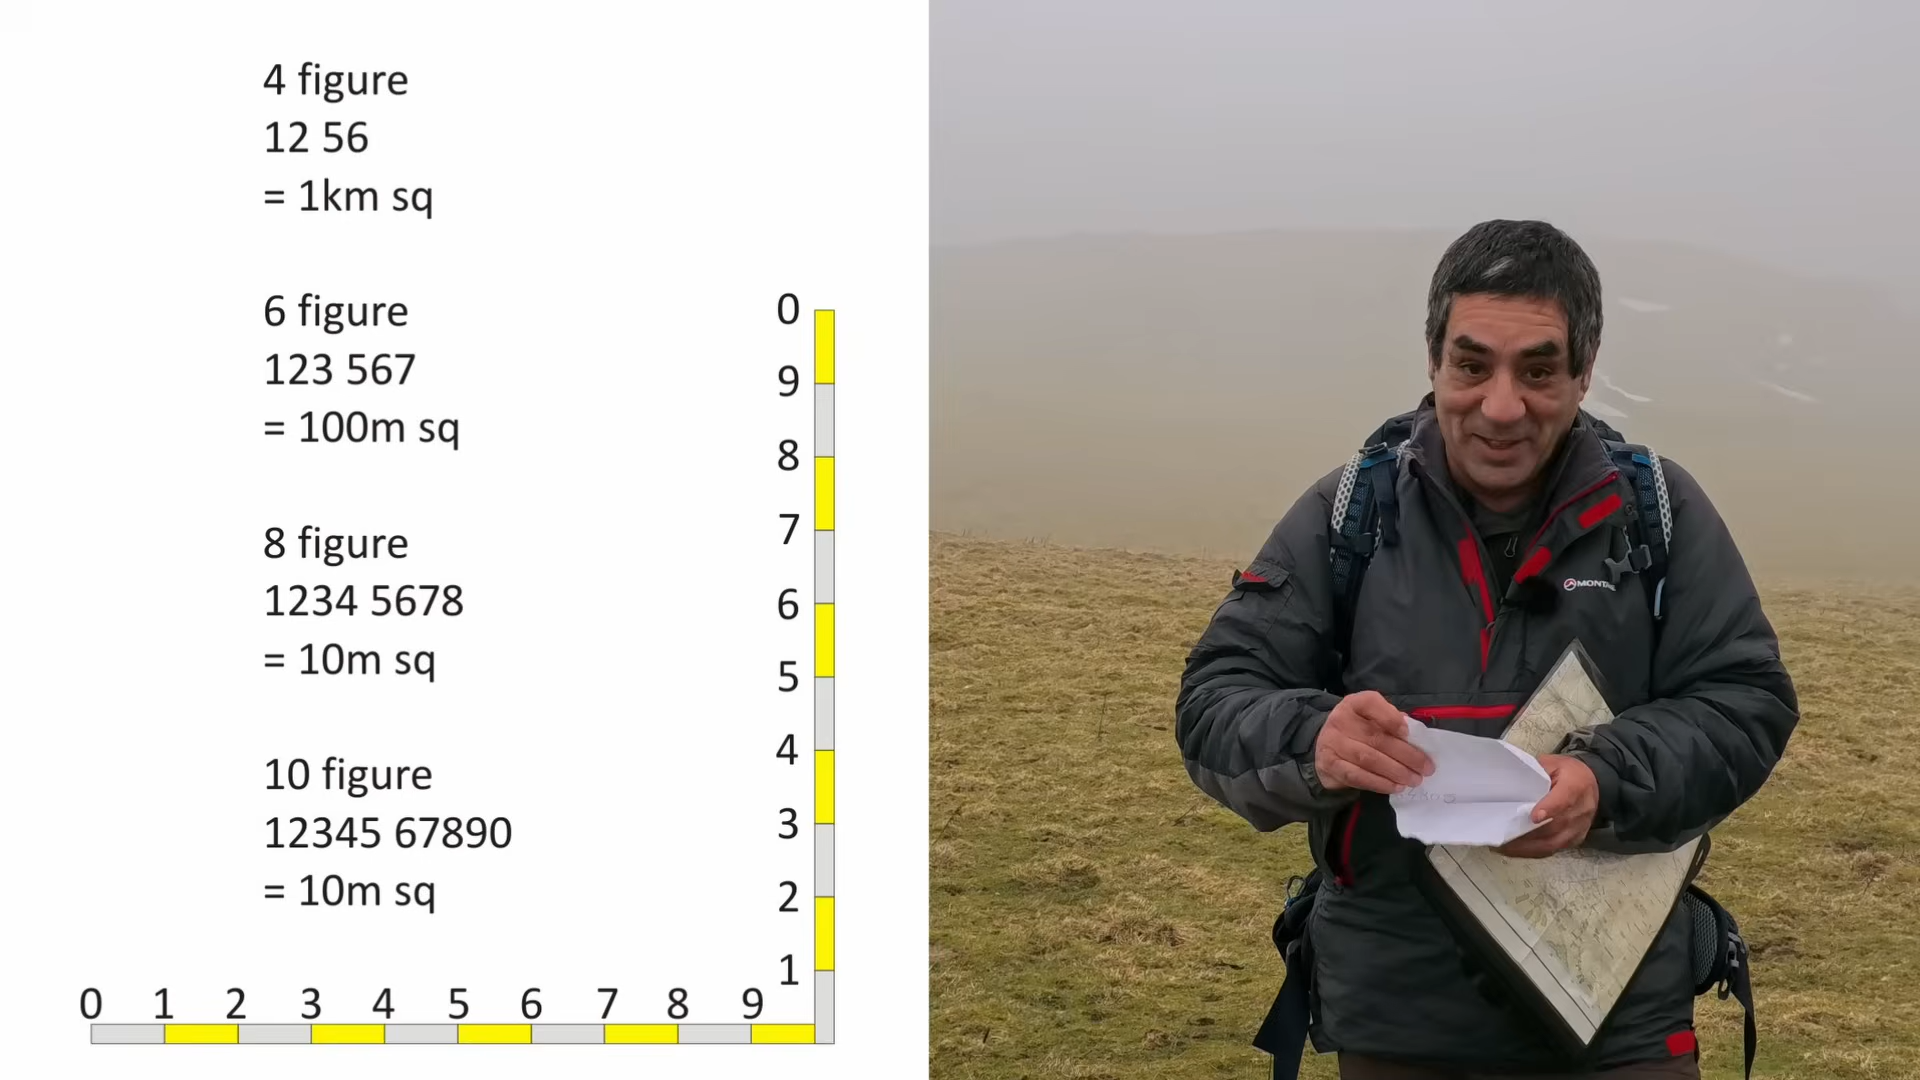 4 figure
12 56
= 1km sq
6 figure
123 567
= 100m sq
8 figure
1234 5678
= 10m sq
10 figure
12345 67890
= 10m sq
0
9
8
7
6
5
4
3
2
1
0 1 2 3 4 5 6 7 8 9